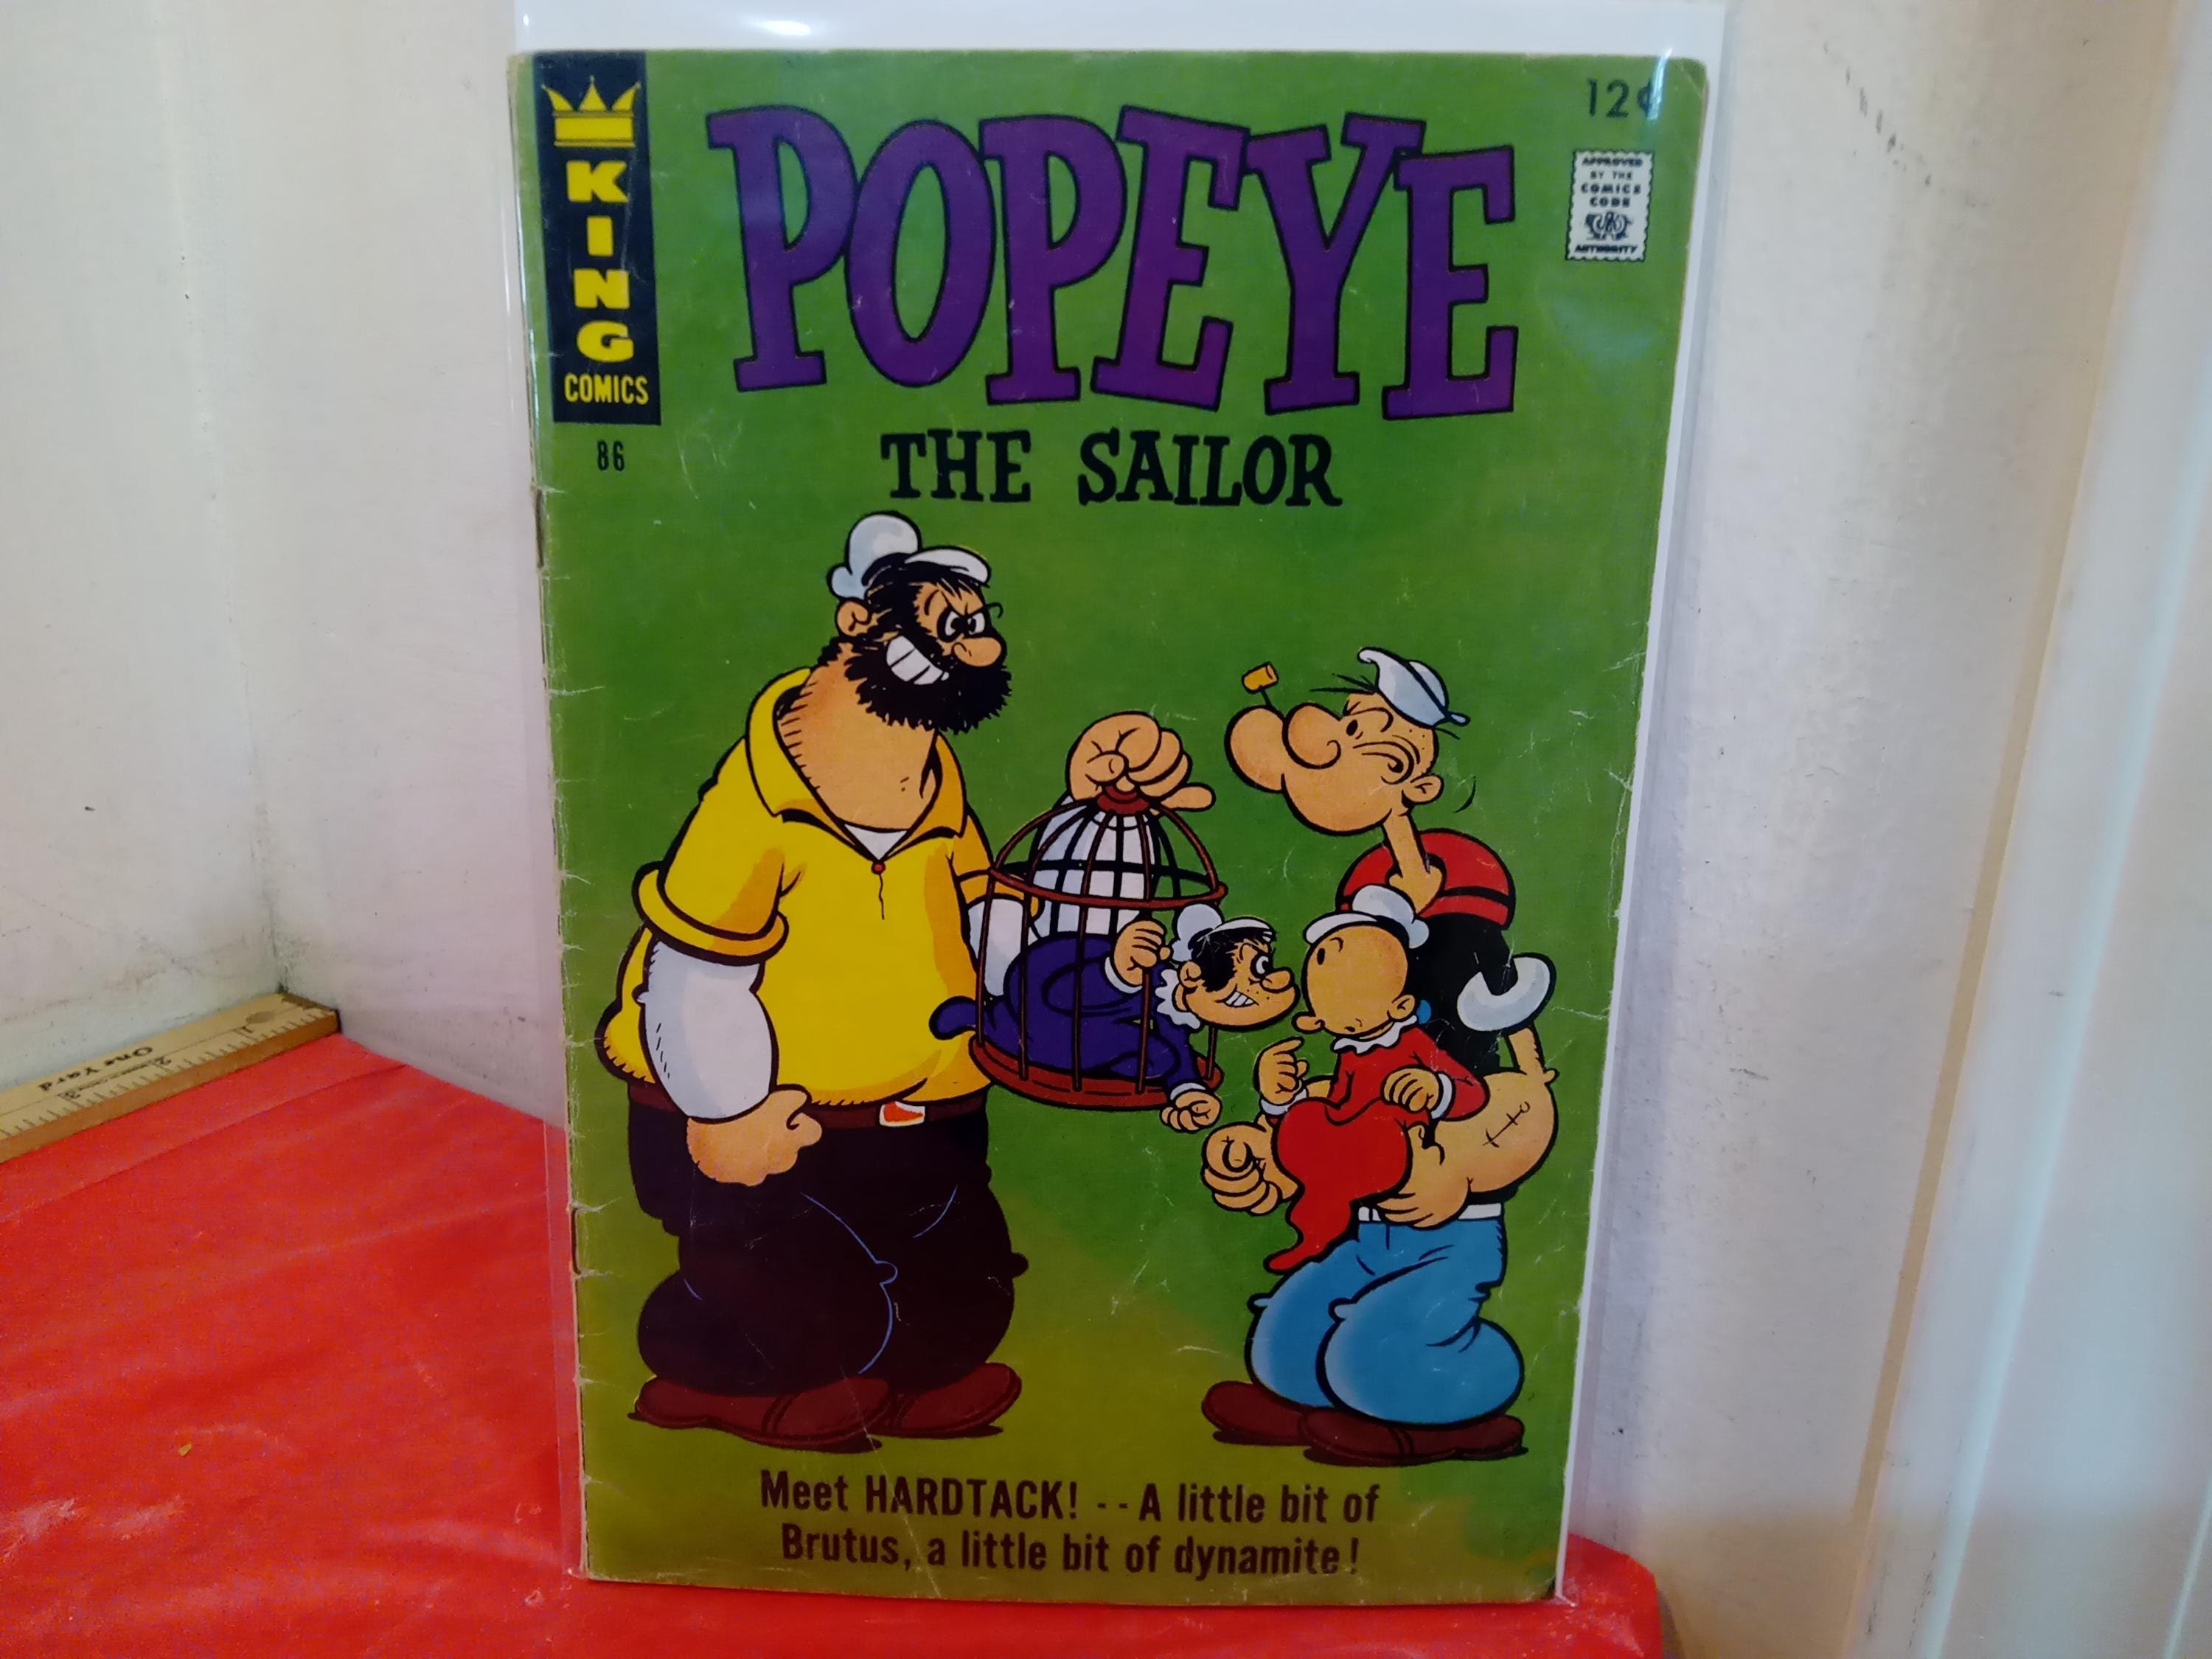 KING
COMICS
86
12¢
APPROVED
BY THE
COMICS
CODE
AUTHORITY
POPEYE
THE SAILOR
One Yard
Meet HARDTACK! -- A little bit of
Brutus, a little bit of dynamite!